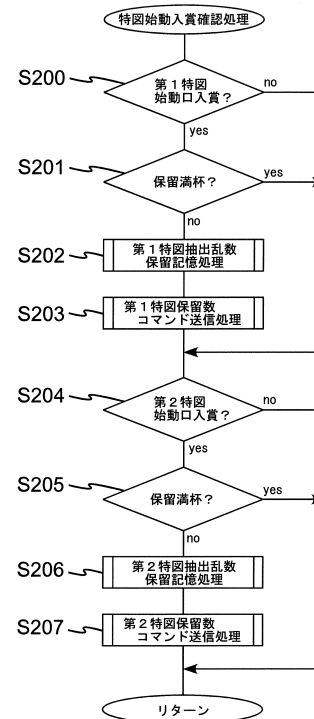 特図始動入賞確認処理
S200
第1特図
始動口入賞？
no
yes
S201
保留満杯？
yes
no
S202
第1特図抽出乱数
保留記憶処理
S203
第1特図保留数
コマンド送信処理
S204
第2特図
始動口入賞？
no
yes
S205
保留満杯？
yes
no
S206
第2特図抽出乱数
保留記憶処理
S207
第2特図保留数
コマンド送信処理
リターン